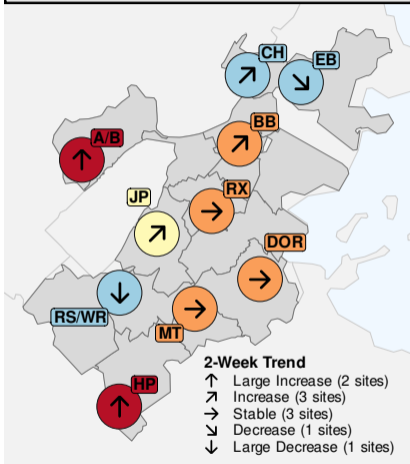 CH
EB
BB
A/B
RX
JP
DOR
RS/WR
MT
HP
2-Week Trend
↑ Large Increase (2 sites)
↗ Increase (3 sites)
→ Stable (3 sites)
↘ Decrease (1 sites)
↓ Large Decrease (1 sites)